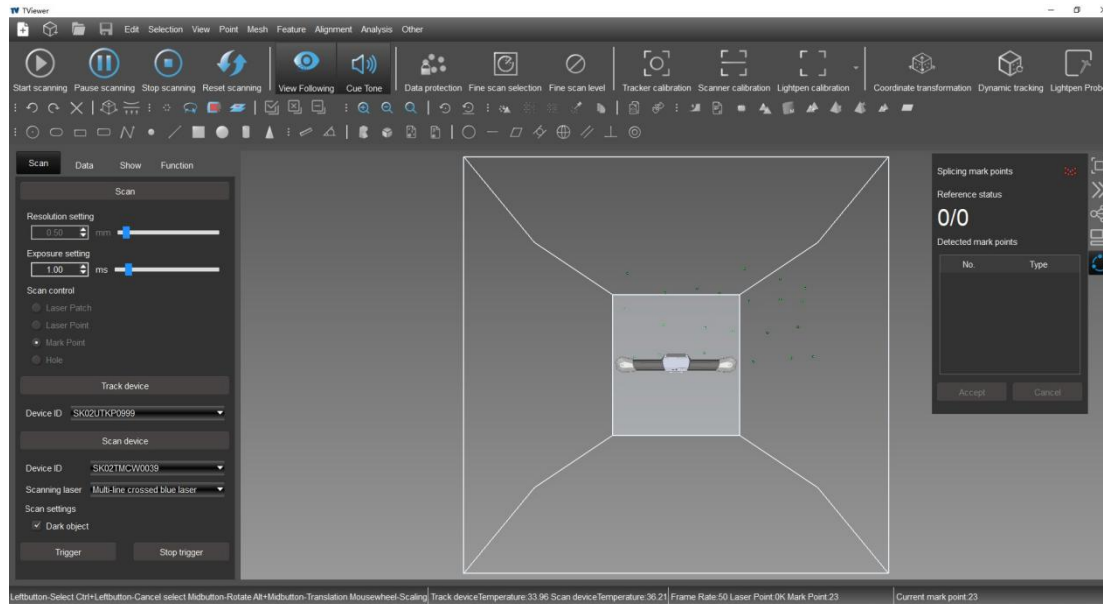 TViewer
Edit Selection View Point Mesh Feature Alignment Analysis Other
Start scanning Pause scanning Stop scanning Reset scanning View Following Cue Tone Data protection Fine scan selection Fine scan level Tracker calibration Scanner calibration Lightpen calibration Coordinate transformation Dynamic tracking Lightpen Prob
Scan Data Show Function
Scan
Resolution setting
0.50 mm
Exposure setting
1.00 ms
Scan control
Laser Patch
Laser Point
Mark Point
Hole
Track device
Device ID SK02UTKP0999
Scan device
Device ID SK02TMCW0039
Scanning laser Multi-line crossed blue laser
Scan settings
Dark object
Trigger Stop trigger
Splicing mark points
Reference status
0/0
Detected mark points
No. Type
Accept Cancel
Leftbutton-Select Ctrl+Leftbutton-Cancel select Midbutton-Rotate Alt+Midbutton-Translation Mousewheel-Scaling Track deviceTemperature:33.96 Scan deviceTemperature:36.21 Frame Rate:50 Laser Point:0K Mark Point:23 Current mark point:23